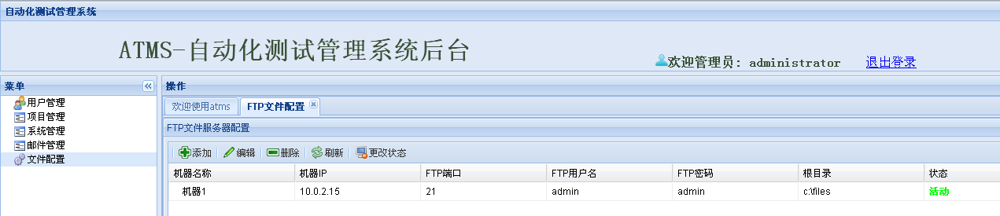 自动化测试管理系统
ATMS-自动化测试管理系统后台
欢迎管理员: administrator 退出登录
菜单
用户管理
项目管理
系统管理
邮件管理
文件配置
操作
欢迎使用atms FTP文件配置
FTP文件服务器配置
添加 编辑 删除 刷新 更改状态
机器名称 机器IP FTP端口 FTP用户名 FTP密码 根目录 状态
机器1 10.0.2.15 21 admin admin c:\files 活动